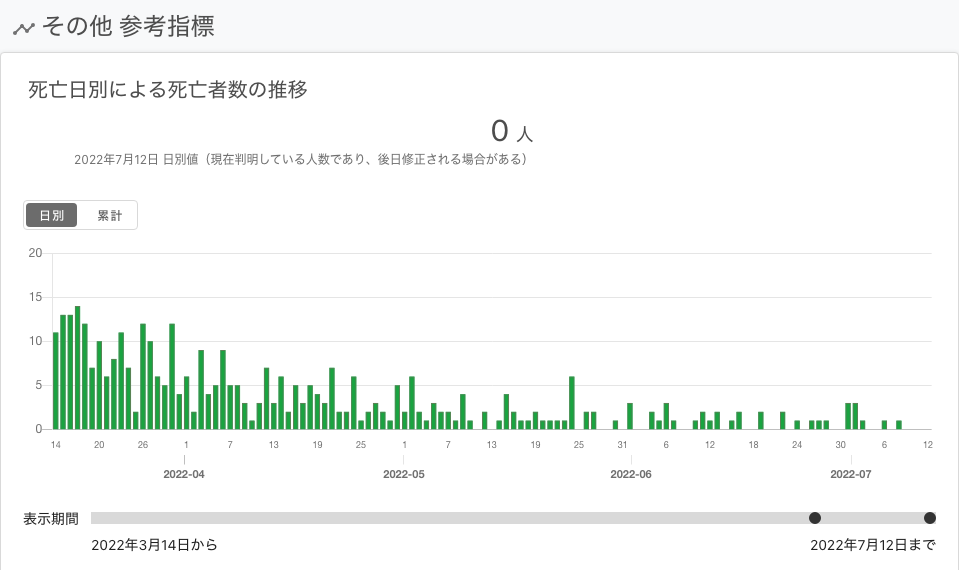 その他 参考指標
死亡日別による死亡者数の推移
0 人
2022年7月12日 日別値（現在判明している人数であり、後日修正される場合がある）
日別 累計
20
15
10
5
0
14 20 26 1 7 13 19 25 1 7 13 19 25 31 6 12 18 24 30 6 12
2022-04 2022-05 2022-06 2022-07
表示期間
2022年3月14日から 2022年7月12日まで